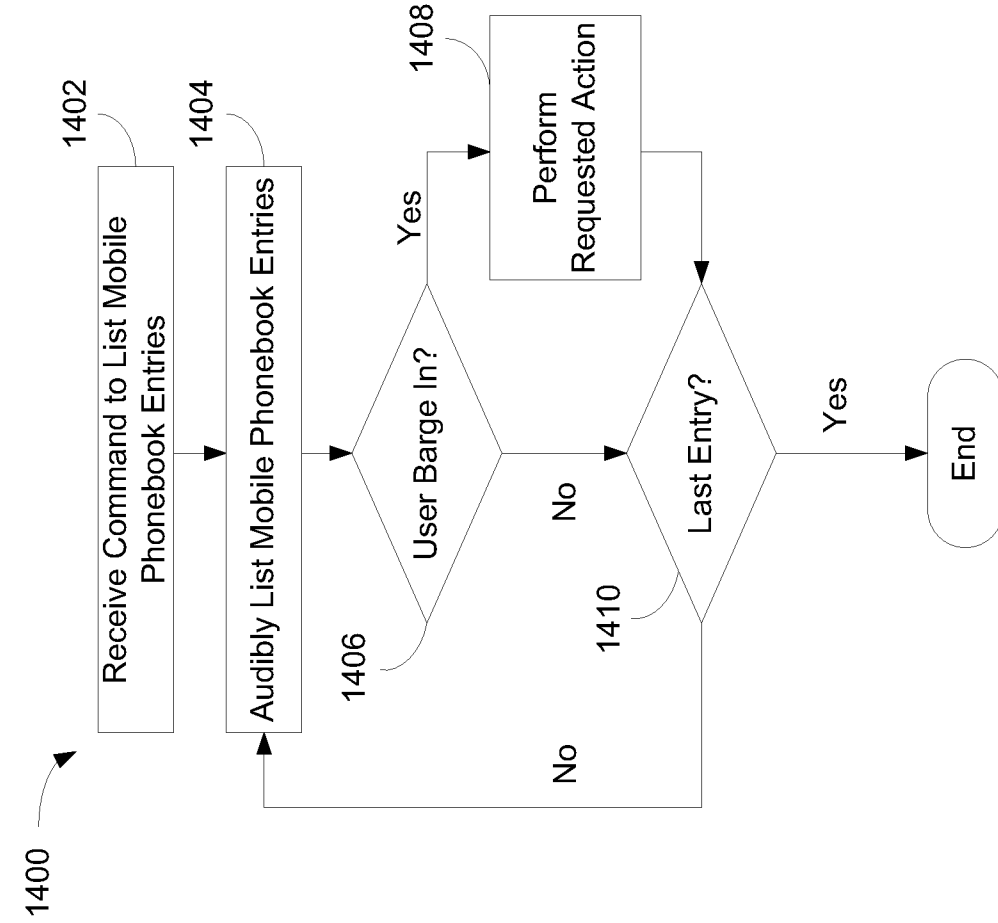 1400
Receive Command to List Mobile
Phonebook Entries
1402
Audibly List Mobile Phonebook Entries
1404
User Barge In?
1406
Yes
Perform
Requested Action
1408
No
Last Entry?
1410
No
Yes
End